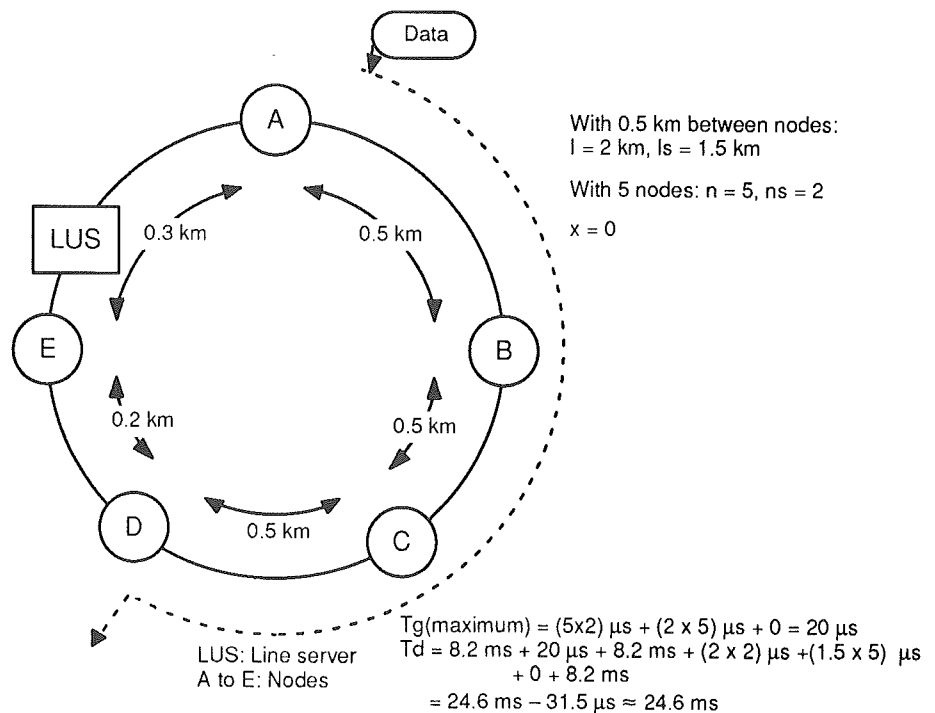 Data
A
With 0.5 km between nodes:
l = 2 km, ls = 1.5 km
With 5 nodes: n = 5, ns = 2
x = 0
LUS
0.3 km
0.5 km
E
B
0.2 km
0.5 km
D
0.5 km
C
Tg(maximum) = (5x2) µs + (2 x 5) µs + 0 = 20 µs
Td = 8.2 ms + 20 µs + 8.2 ms + (2 x 2) µs +(1.5 x 5) µs
+ 0 + 8.2 ms
= 24.6 ms – 31.5 µs ≈ 24.6 ms
LUS: Line server
A to E: Nodes